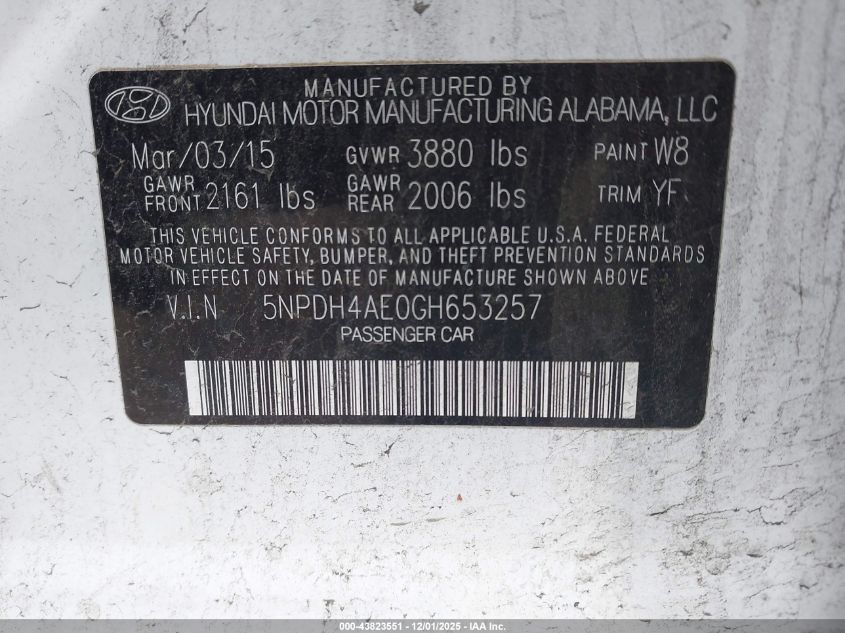 MANUFACTURED BY
HYUNDAI MOTOR MANUFACTURING ALABAMA, LLC
Mar/03/15 GVWR 3880 lbs PAINT W8
GAWR FRONT 2161 lbs GAWR REAR 2006 lbs TRIM YF
THIS VEHICLE CONFORMS TO ALL APPLICABLE U.S.A. FEDERAL
MOTOR VEHICLE SAFETY, BUMPER, AND THEFT PREVENTION STANDARDS
IN EFFECT ON THE DATE OF MANUFACTURE SHOWN ABOVE
V.I.N 5NPDH4AE0GH653257
PASSENGER CAR
000-43823551 - 12/01/2025 - IAA Inc.